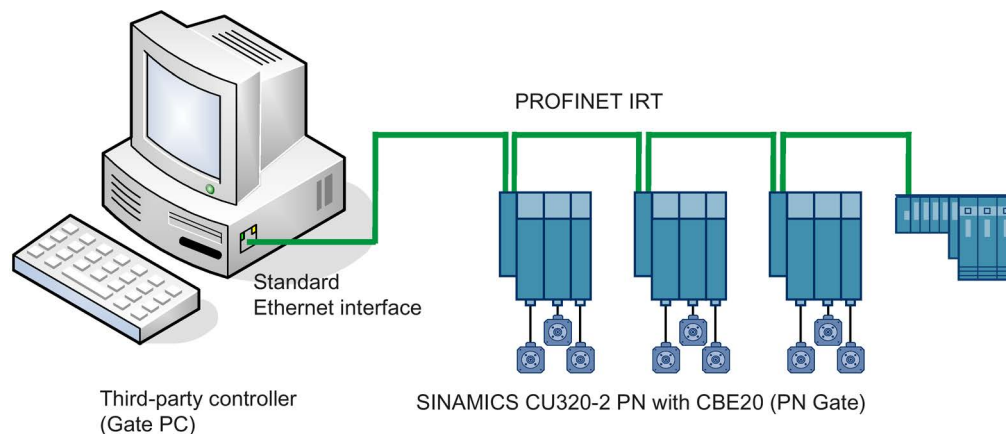 PROFINET IRT
Standard
Ethernet interface
Third-party controller
(Gate PC)
SINAMICS CU320-2 PN with CBE20 (PN Gate)